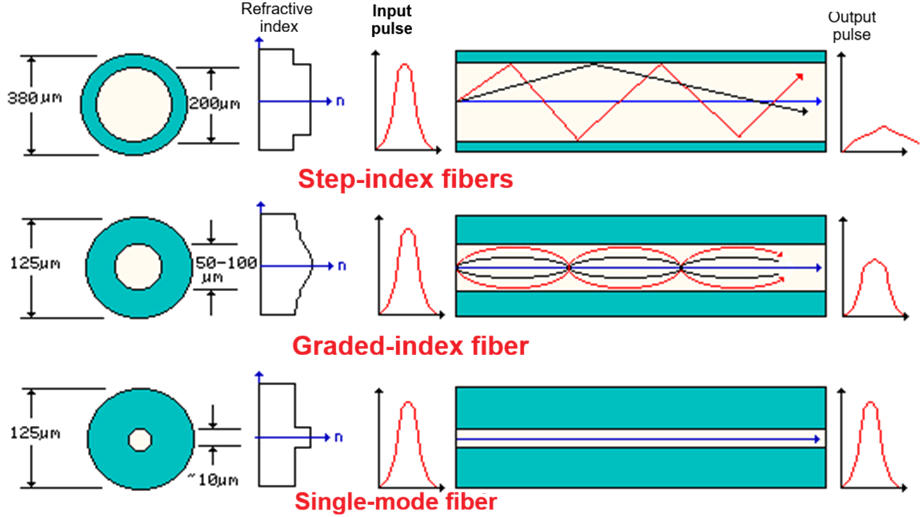 Refractive
index
Input
pulse
Output
pulse
380µm
200µm
n
Step-index fibers
125µm
50-100
µm
n
Graded-index fiber
125µm
~10µm
n
Single-mode fiber